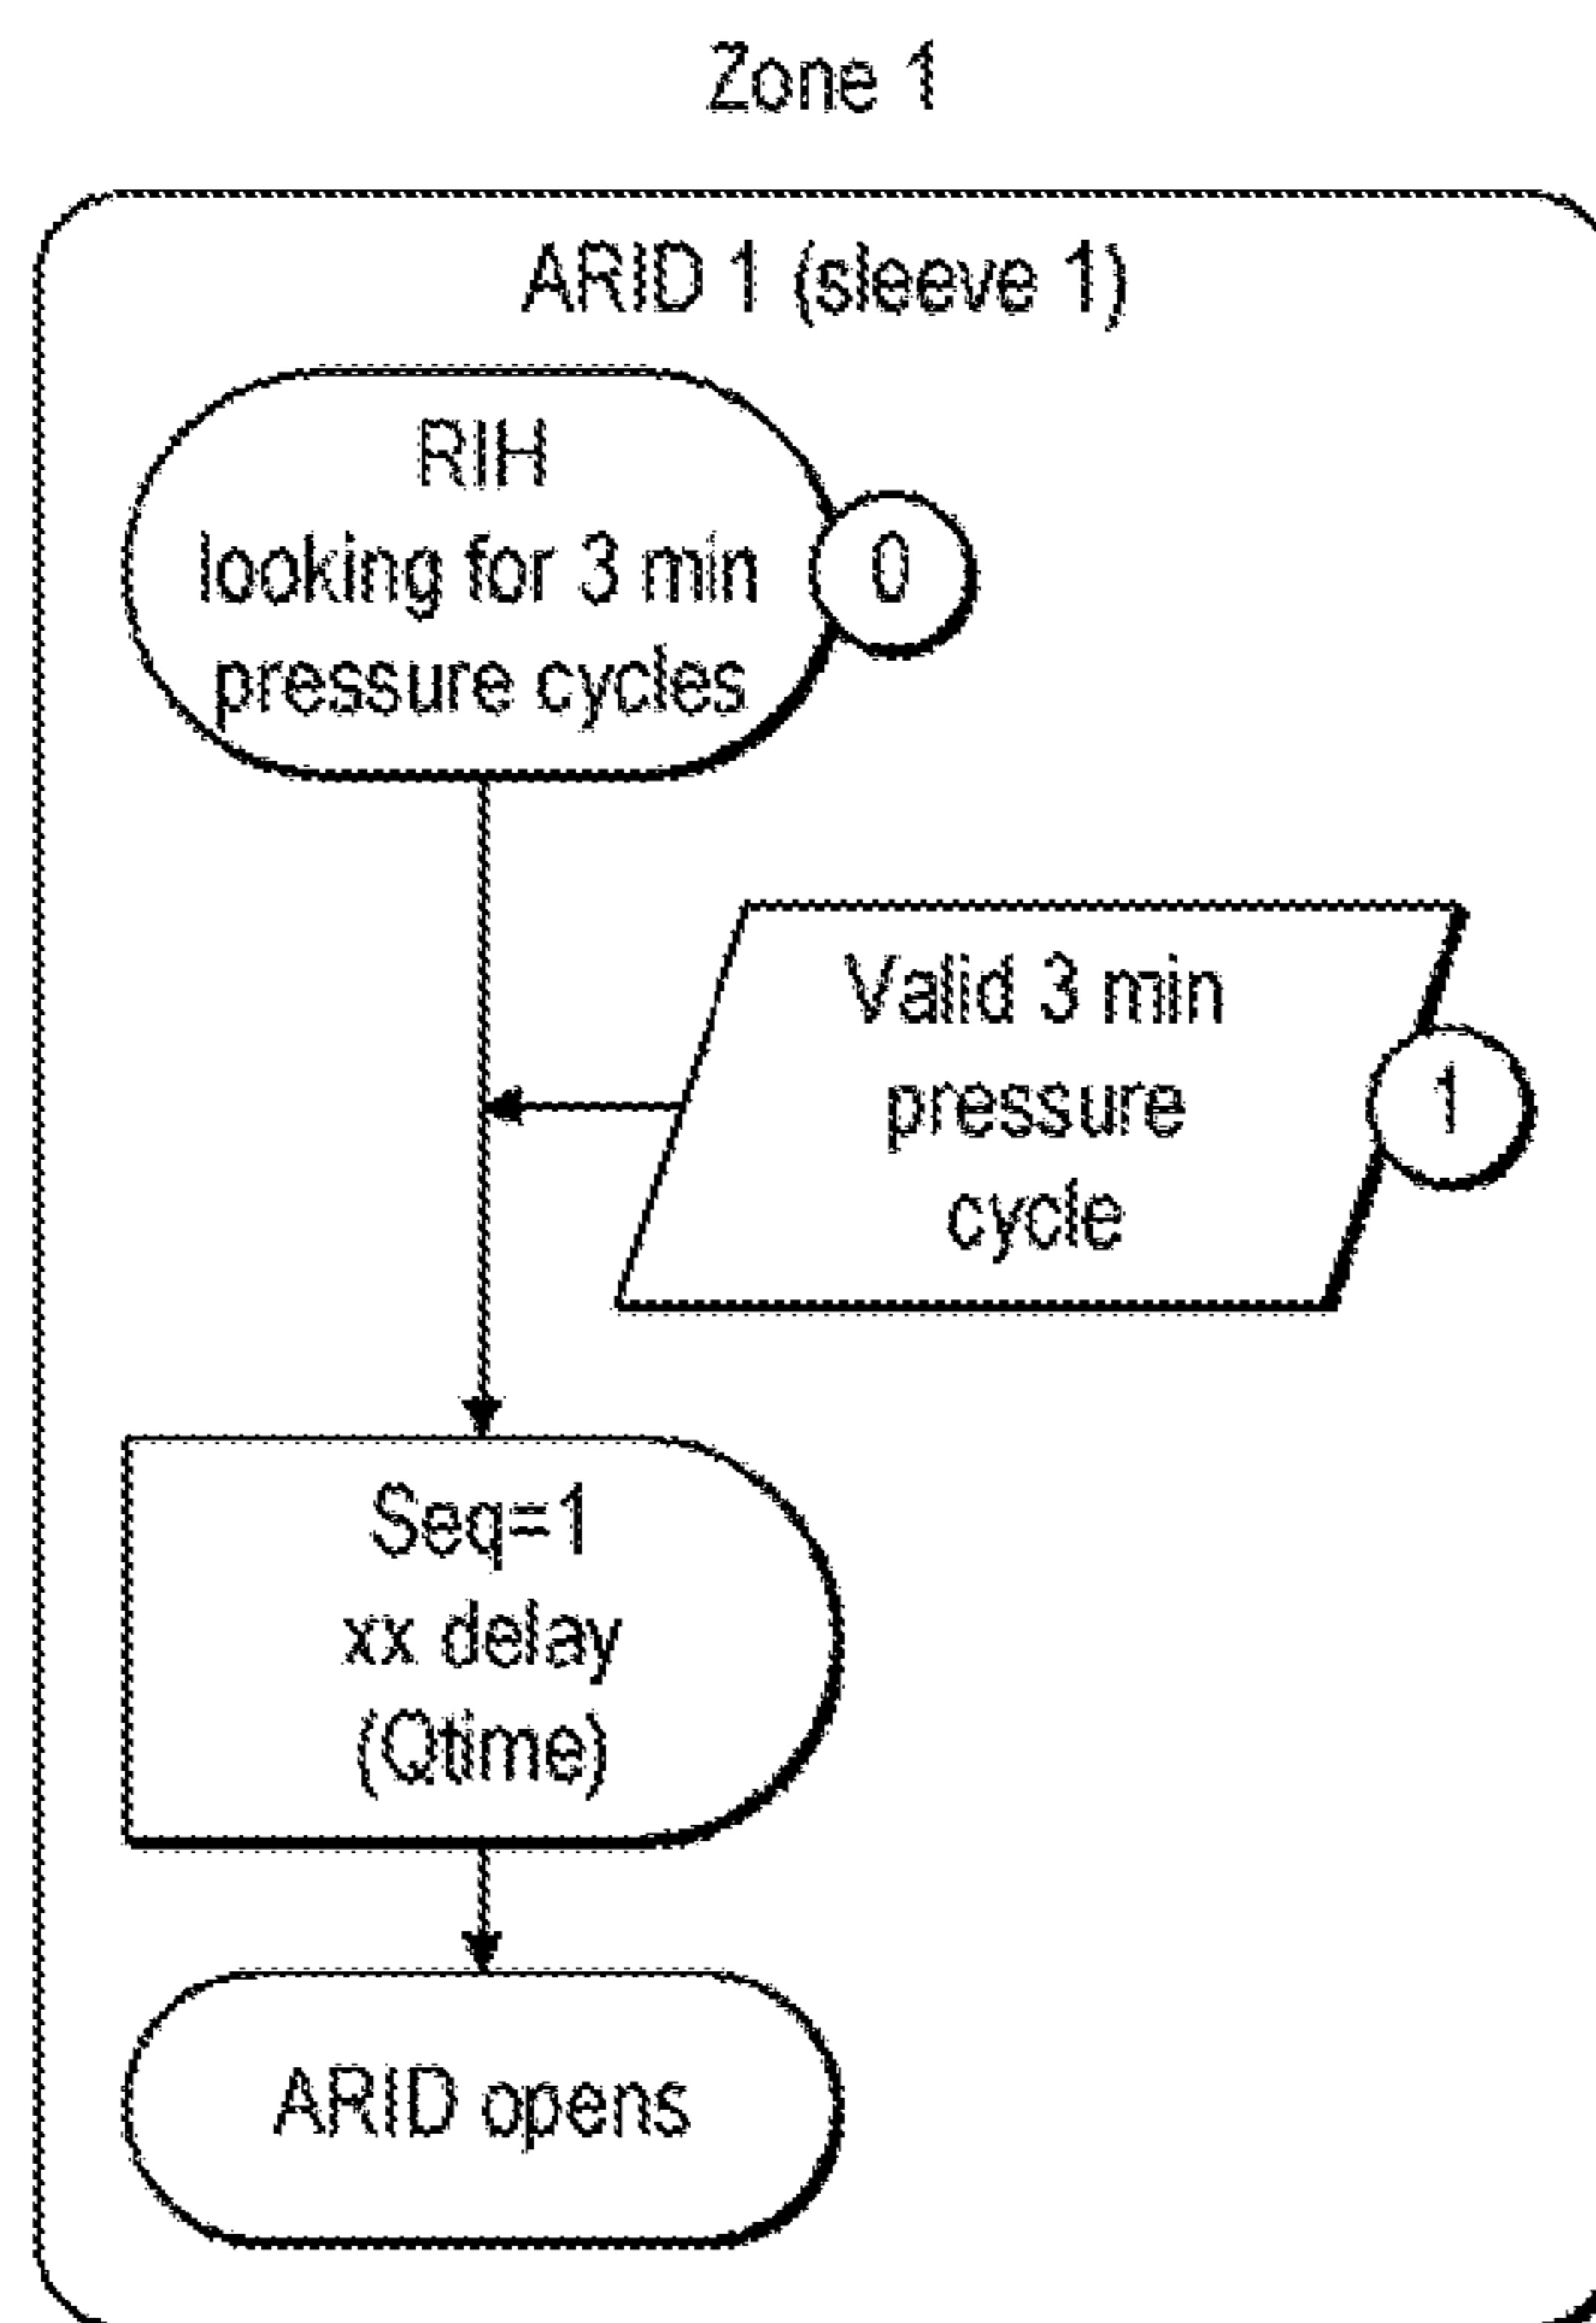 Zone 1
ARID 1 (sleeve 1)
RIH
looking for 3 min
pressure cycles
0
Valid 3 min
pressure
cycle
1
Seq=1
xx delay
(Qtime)
ARID opens